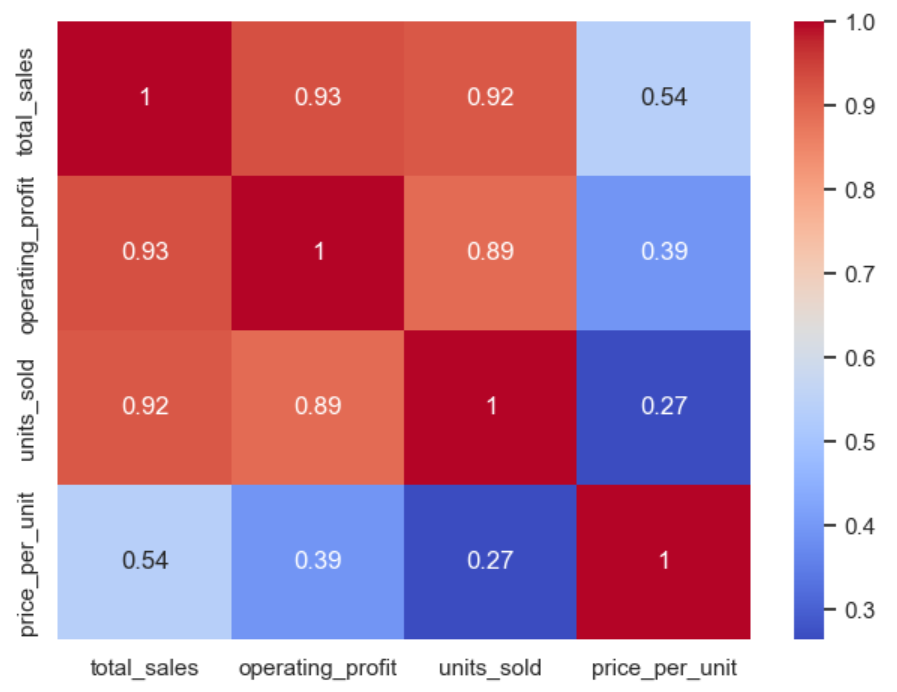 total_sales
1 0.93 0.92 0.54
operating_profit
0.93 1 0.89 0.39
units_sold
0.92 0.89 1 0.27
price_per_unit
0.54 0.39 0.27 1
total_sales operating_profit units_sold price_per_unit
1.0
0.9
0.8
0.7
0.6
0.5
0.4
0.3